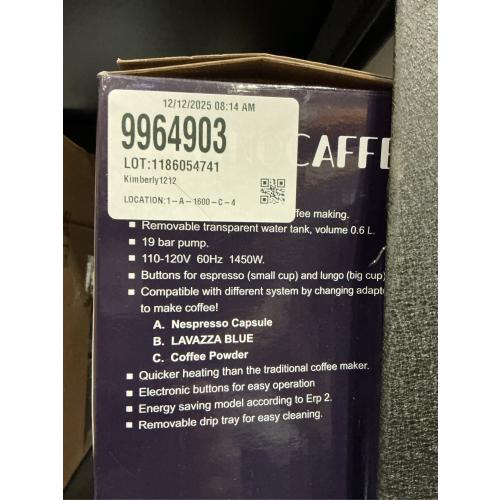 12/12/2025 08:14 AM
9964903
CAFFE
LOT:1186054741
Kimberly1212
LOCATION:1-A-1600-C-4
coffee making.
Removable transparent water tank, volume 0.6 L.
19 bar pump.
110-120V 60Hz 1450W.
Buttons for espresso (small cup) and lungo (big cup)
Compatible with different system by changing adapt
to make coffee!
A. Nespresso Capsule
B. LAVAZZA BLUE
C. Coffee Powder
Quicker heating than the traditional coffee maker.
Electronic buttons for easy operation
Energy saving model according to Erp 2.
Removable drip tray for easy cleaning.